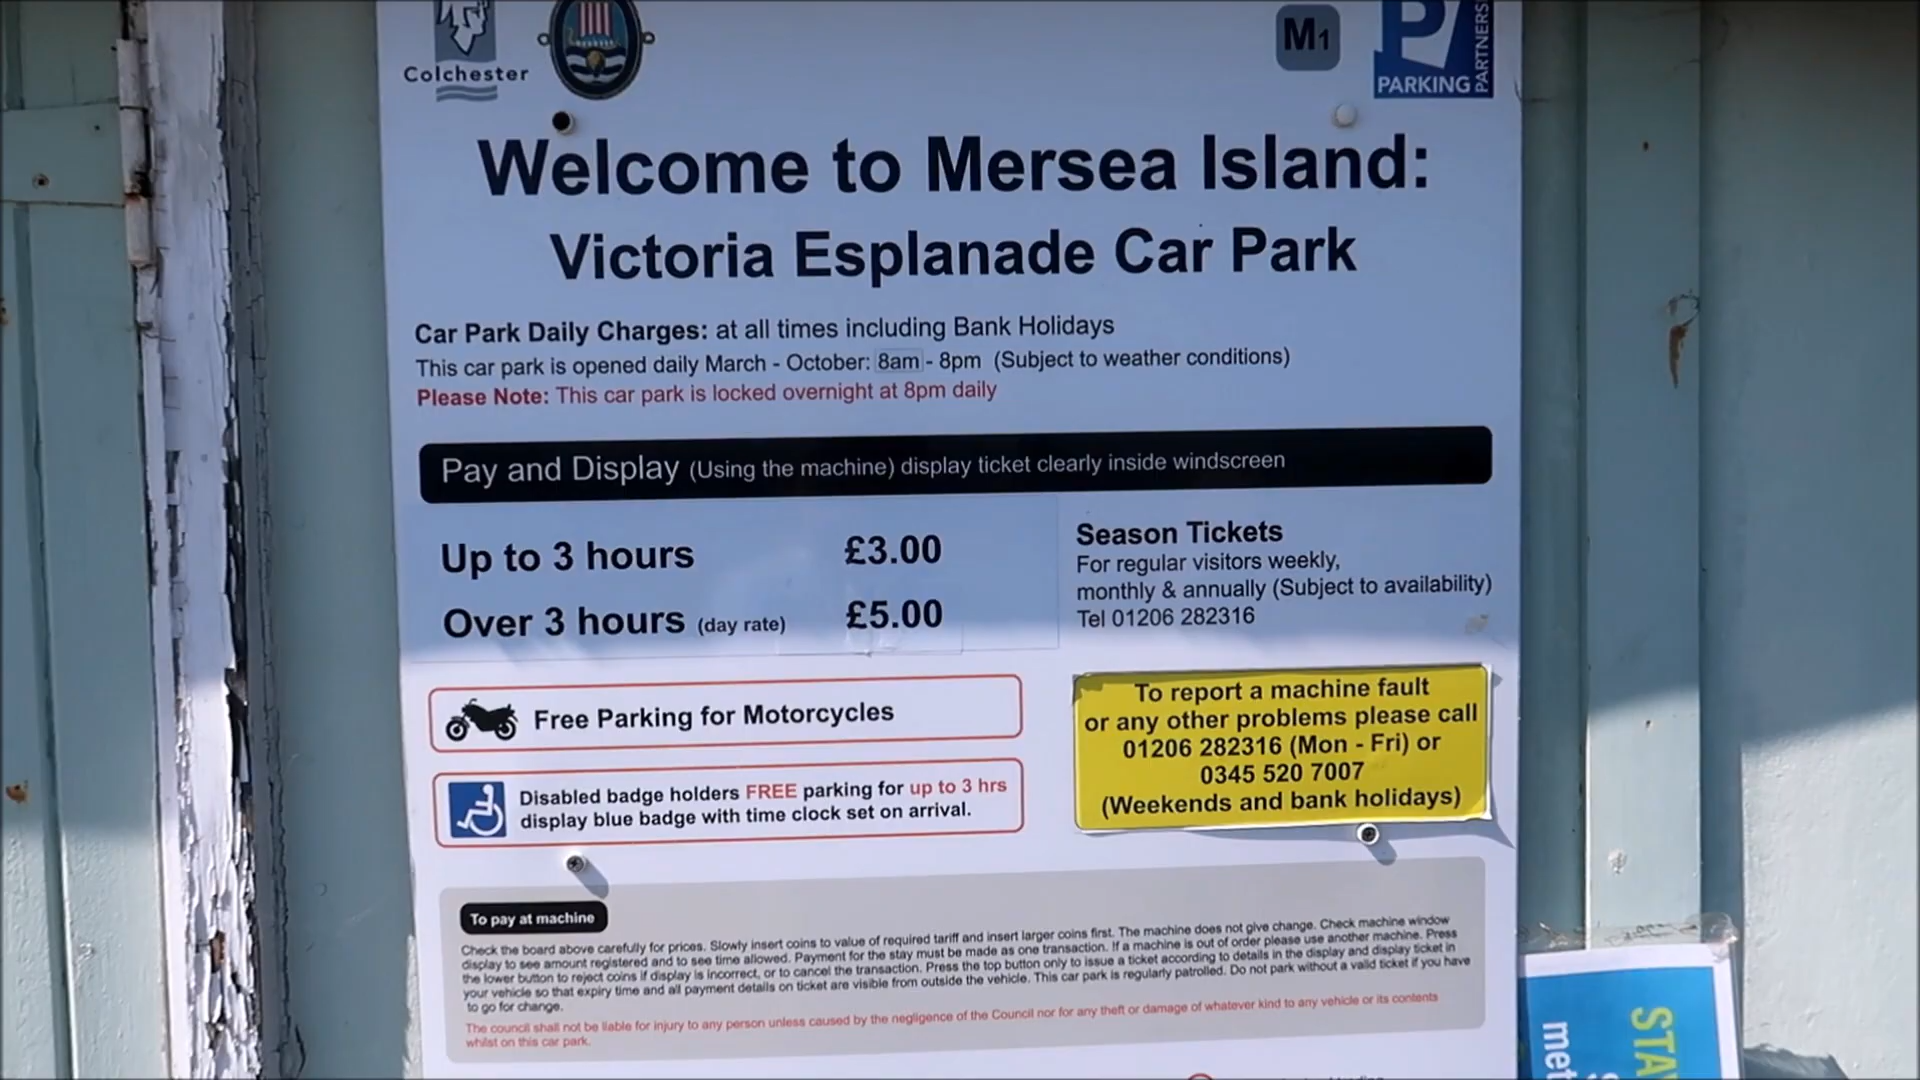 Colchester
M1
P
PARKING
PARTNERS
Welcome to Mersea Island:
Victoria Esplanade Car Park
Car Park Daily Charges: at all times including Bank Holidays
This car park is opened daily March - October: 8am - 8pm (Subject to weather conditions)
Please Note: This car park is locked overnight at 8pm daily
Pay and Display (Using the machine) display ticket clearly inside windscreen
Up to 3 hours £3.00
Over 3 hours (day rate) £5.00
Season Tickets
For regular visitors weekly,
monthly & annually (Subject to availability)
Tel 01206 282316
Free Parking for Motorcycles
Disabled badge holders FREE parking for up to 3 hrs
display blue badge with time clock set on arrival.
To report a machine fault
or any other problems please call
01206 282316 (Mon - Fri) or
0345 520 7007
(Weekends and bank holidays)
To pay at machine
Check the board above carefully for prices. Slowly insert coins to value of required tariff and insert larger coins first. The machine does not give change. Check machine window
display to see amount registered and to see time allowed. Payment for the stay must be made as one transaction. If a machine is out of order please use another machine. Press
the lower button to reject coins if display is incorrect, or to cancel the transaction. Press the top button only to issue a ticket according to details in the display and display ticket in
your vehicle so that expiry time and all payment details on ticket are visible from outside the vehicle. This car park is regularly patrolled. Do not park without a valid ticket if you have
to go for change.
The council shall not be liable for injury to any person unless caused by the negligence of the Council nor for any theft or damage of whatever kind to any vehicle or its contents
whilst on this car park.
STA
met